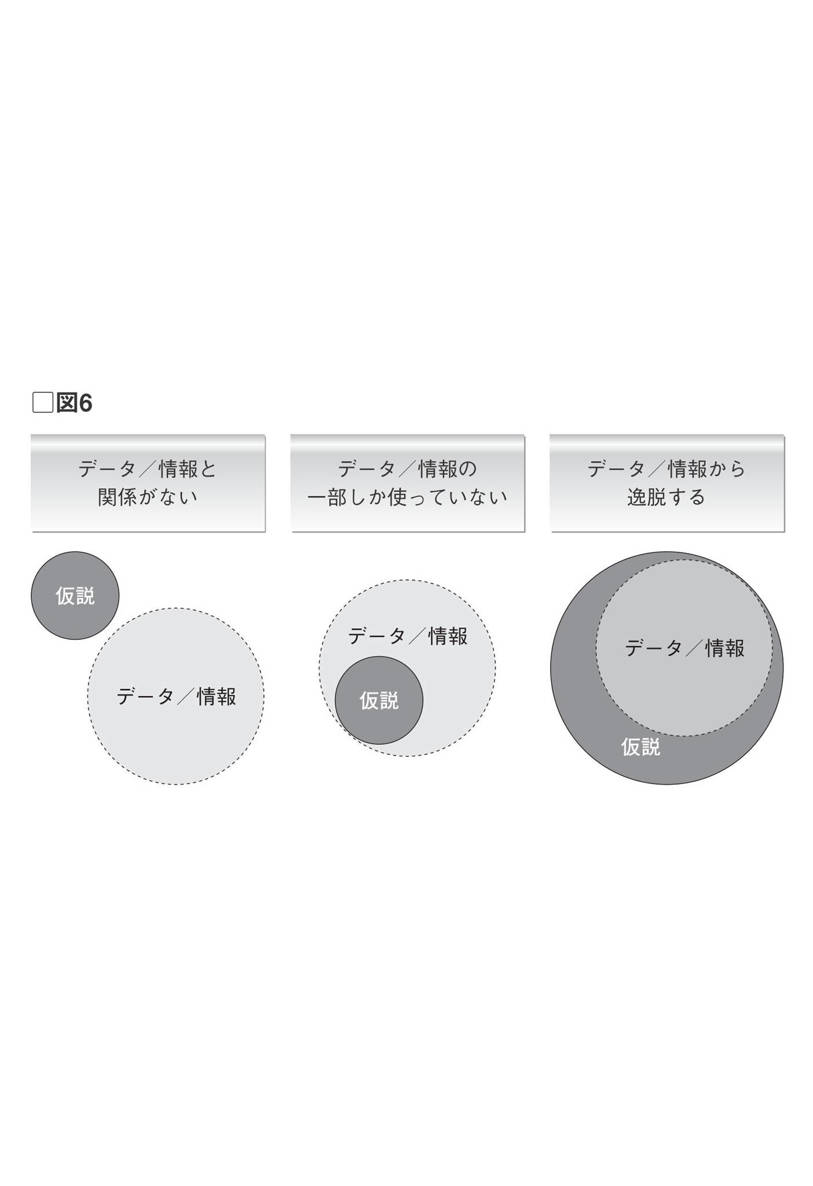 □図6
データ／情報と
関係がない
データ／情報の
一部しか使っていない
データ／情報から
逸脱する
仮説
データ／情報
データ／情報
仮説
データ／情報
仮説